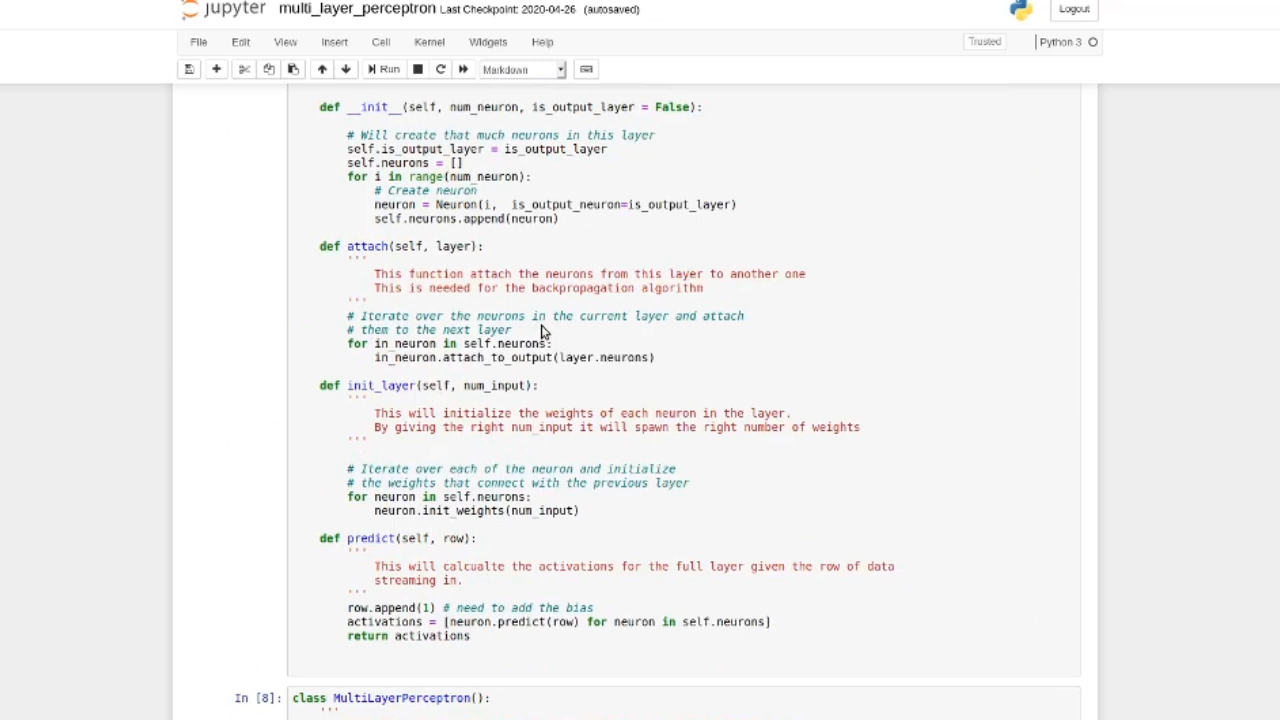 jupyter multi_layer_perceptron Last Checkpoint: 2020-04-26 (autosaved) Logout
File Edit View Insert Cell Kernel Widgets Help Trusted Python 3
Run Markdown
def __init__(self, num_neuron, is_output_layer = False):
# Will create that much neurons in this layer
self.is_output_layer = is_output_layer
self.neurons = []
for i in range(num_neuron):
# Create neuron
neuron = Neuron(i,  is_output_neuron=is_output_layer)
self.neurons.append(neuron)
def attach(self, layer):
'''
This function attach the neurons from this layer to another one
This is needed for the backpropagation algorithm
'''
# Iterate over the neurons in the current layer and attach
# them to the next layer
for in_neuron in self.neurons:
in_neuron.attach_to_output(layer.neurons)
def init_layer(self, num_input):
'''
This will initialize the weights of each neuron in the layer.
By giving the right num_input it will spawn the right number of weights
'''
# Iterate over each of the neuron and initialize
# the weights that connect with the previous layer
for neuron in self.neurons:
neuron.init_weights(num_input)
def predict(self, row):
'''
This will calcualte the activations for the full layer given the row of data
streaming in.
'''
row.append(1) # need to add the bias
activations = [neuron.predict(row) for neuron in self.neurons]
return activations
In [8]: class MultiLayerPerceptron():
'''